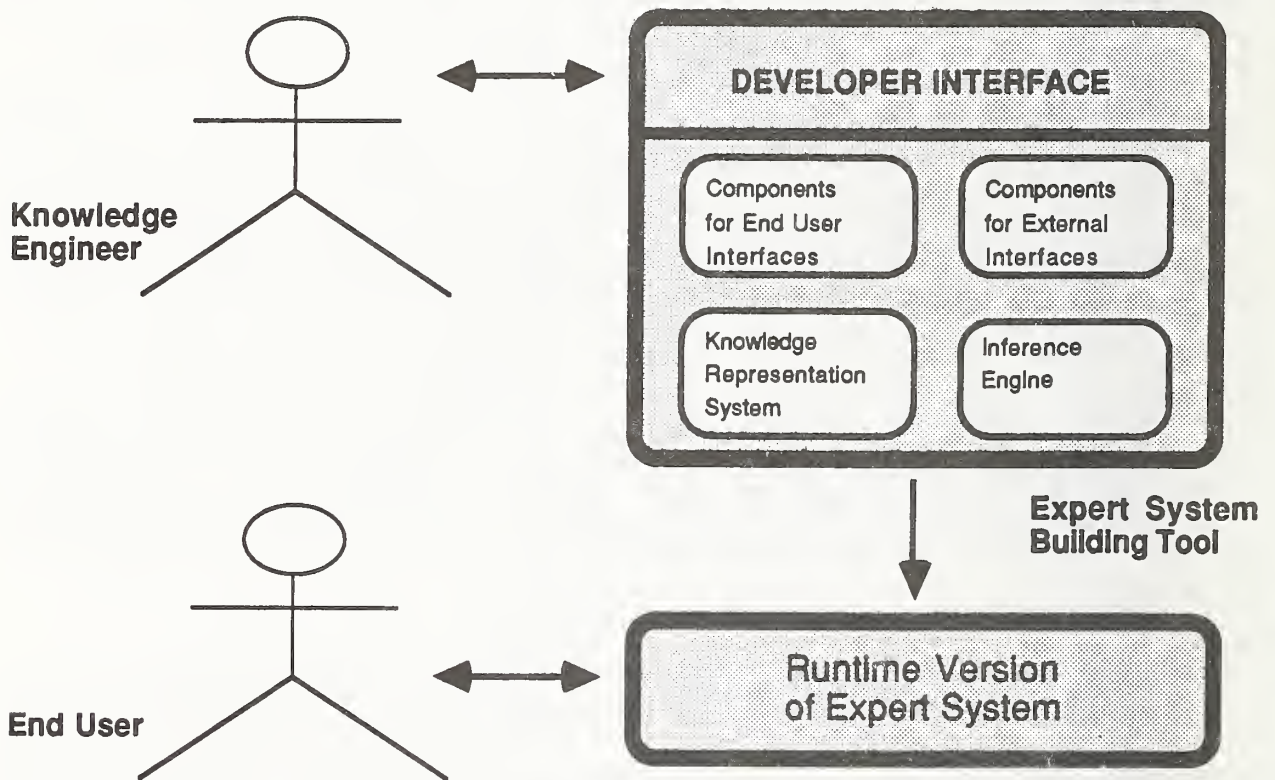 DEVELOPER INTERFACE
Components
for End User
Interfaces
Components
for External
Interfaces
Knowledge
Engineer
Knowledge
Representation
System
Inference
Engine
Expert System
Building Tool
Runtime Version
of Expert System
End User